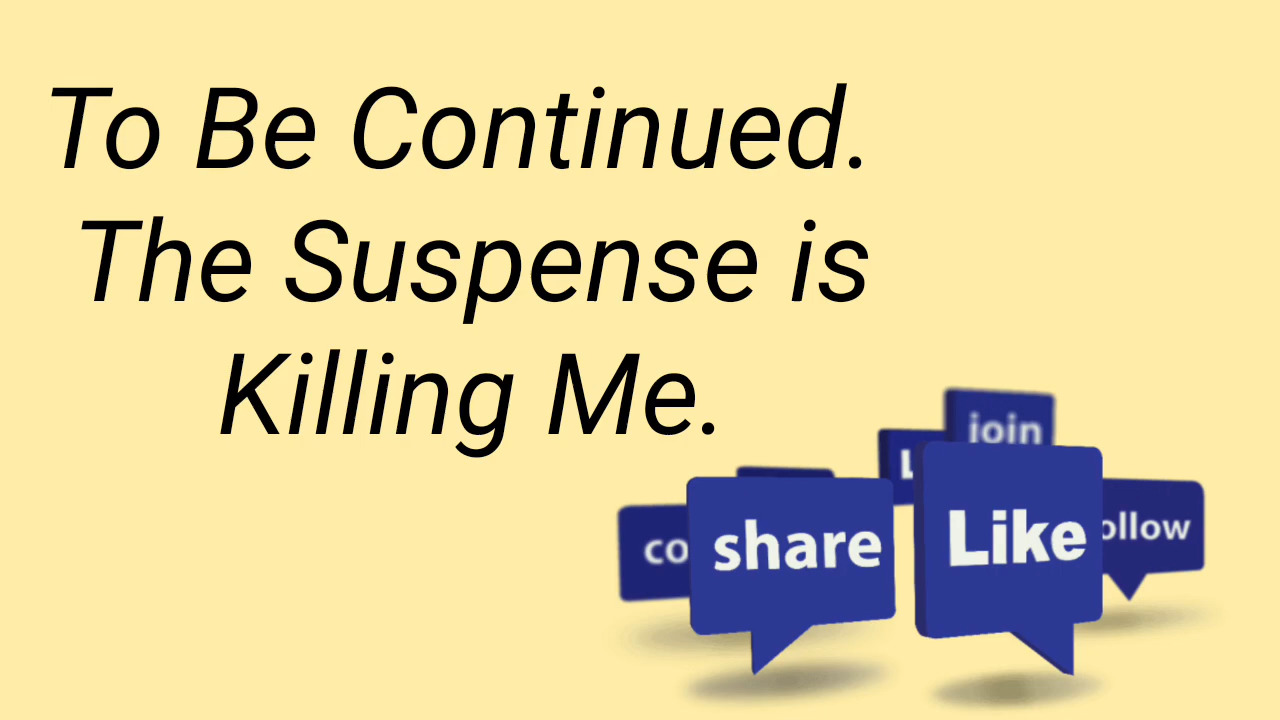 To Be Continued.
The Suspense is
Killing Me.
join
share
Like